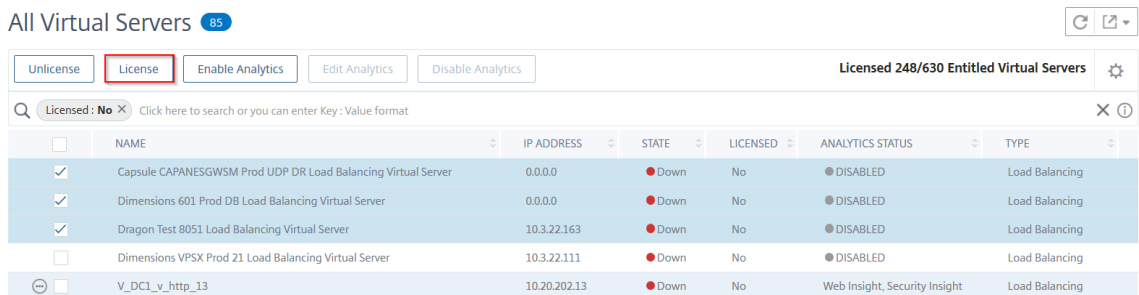 All Virtual Servers 85
Unlicense License Enable Analytics Edit Analytics Disable Analytics Licensed 248/630 Entitled Virtual Servers
Licensed : No Click here to search or you can enter Key : Value format
NAME IP ADDRESS STATE LICENSED ANALYTICS STATUS TYPE
Capsule CAPANESGWSM Prod UDP DR Load Balancing Virtual Server 0.0.0.0 Down No DISABLED Load Balancing
Dimensions 601 Prod DB Load Balancing Virtual Server 0.0.0.0 Down No DISABLED Load Balancing
Dragon Test 8051 Load Balancing Virtual Server 10.3.22.163 Down No DISABLED Load Balancing
Dimensions VPSX Prod 21 Load Balancing Virtual Server 10.3.22.111 Down No DISABLED Load Balancing
V_DC1_v_http_13 10.20.202.13 Down No Web Insight, Security Insight Load Balancing